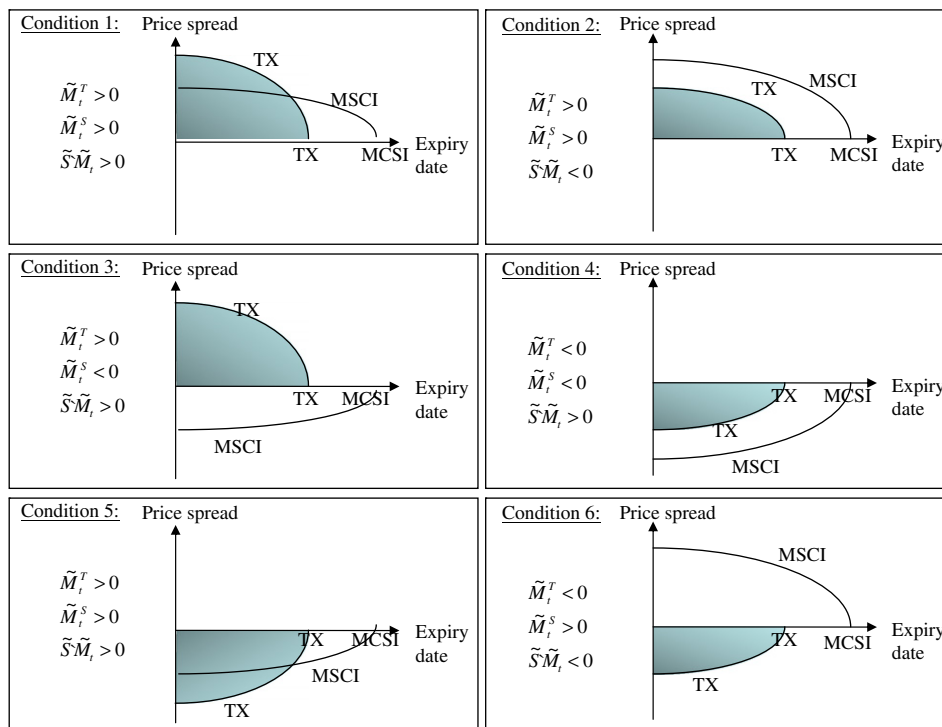 Condition 1: Price spread
TX
MSCI
M̃ₜᵀ > 0
M̃ₜˢ > 0
S̃M̃ₜ > 0
TX MCSI Expiry
date
Condition 2: Price spread
MSCI
TX
M̃ₜᵀ > 0
M̃ₜˢ > 0
S̃M̃ₜ < 0
TX MCSI Expiry
date
Condition 3: Price spread
TX
M̃ₜᵀ > 0
M̃ₜˢ < 0
S̃M̃ₜ > 0
TX MCSI Expiry
date
MSCI
Condition 4: Price spread
M̃ₜᵀ < 0
M̃ₜˢ < 0
S̃M̃ₜ > 0
TX MCSI Expiry
date
TX
MSCI
Condition 5: Price spread
M̃ₜᵀ > 0
M̃ₜˢ > 0
S̃M̃ₜ > 0
TX MCSI Expiry
date
MSCI
TX
Condition 6: Price spread
MSCI
M̃ₜᵀ < 0
M̃ₜˢ > 0
S̃M̃ₜ < 0
TX MCSI Expiry
date
TX